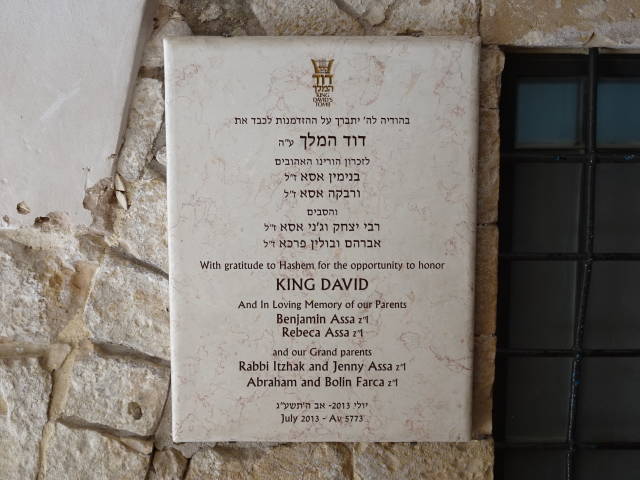 דוד
המלך
KING
DAVID'S
TOMB
בהודיה לה' יתברך על ההזדמנות לכבד את
דוד המלך ע"ה
לזכרון הורינו האהובים
בנימין אסא ז"ל
ורבקה אסא ז"ל
והסבים
רבי יצחק וג'ני אסא ז"ל
אברהם ובולין פרכא ז"ל
With gratitude to Hashem for the opportunity to honor
KING DAVID
And In Loving Memory of our Parents
Benjamin Assa z"l
Rebeca Assa z"l
and our Grand parents
Rabbi Itzhak and Jenny Assa z"l
Abraham and Bolin Farca z"l
יולי 2013- אב ה'תשע"ג
July 2013 - Av 5773